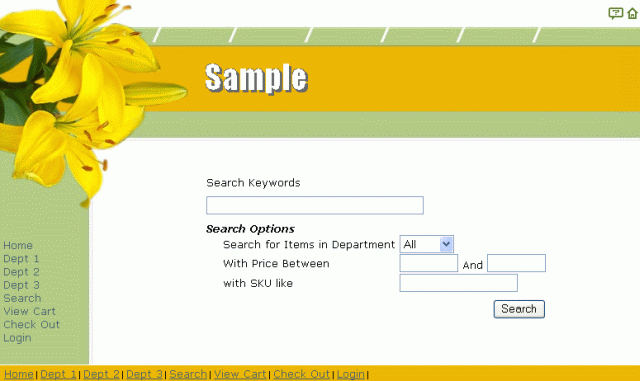 Sample
Search Keywords
Search Options
Search for Items in Department All
With Price Between And
with SKU like
Search
Home
Dept 1
Dept 2
Dept 3
Search
View Cart
Check Out
Login
Home | Dept 1 | Dept 2 | Dept 3 | Search | View Cart | Check Out | Login |